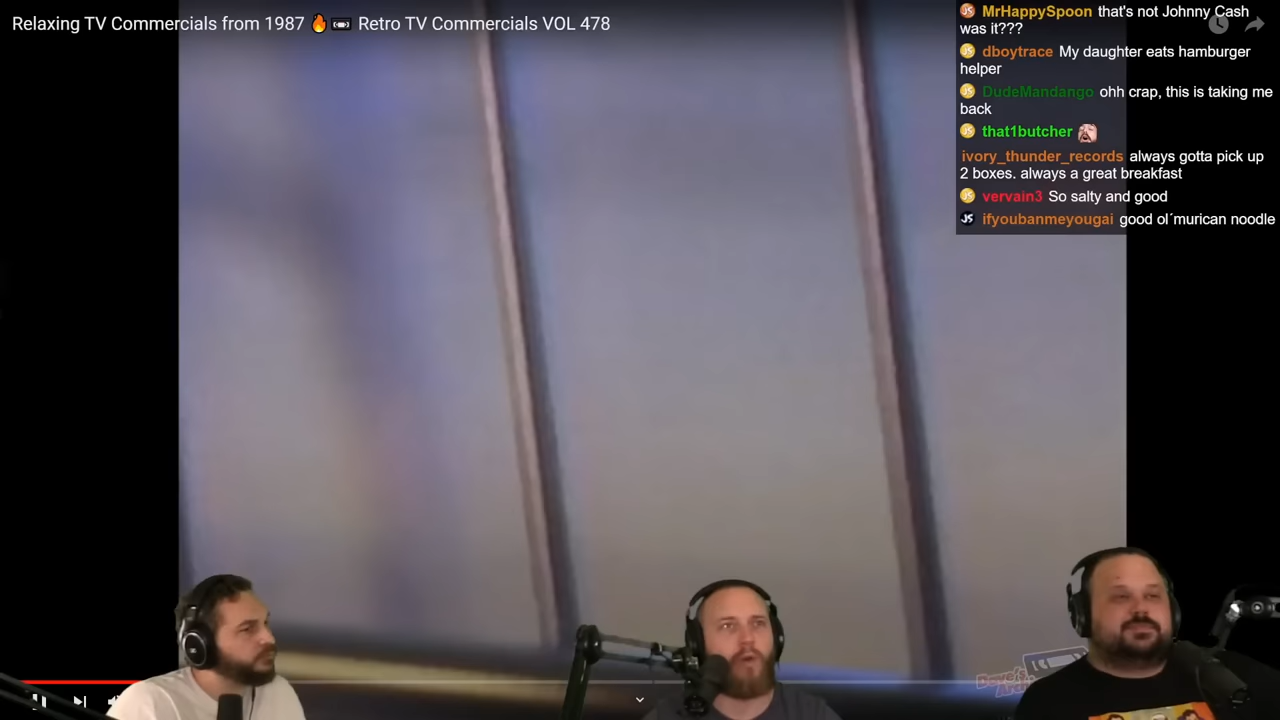 Relaxing TV Commercials from 1987 🔥📼 Retro TV Commercials VOL 478
MrHappySpoon that's not Johnny Cash
was it???
dboytrace My daughter eats hamburger
helper
DudeMandango ohh crap, this is taking me
back
that1butcher
ivory_thunder_records always gotta pick up
2 boxes. always a great breakfast
vervain3 So salty and good
ifyoubanmeyougai good ol´murican noodle
Dave's